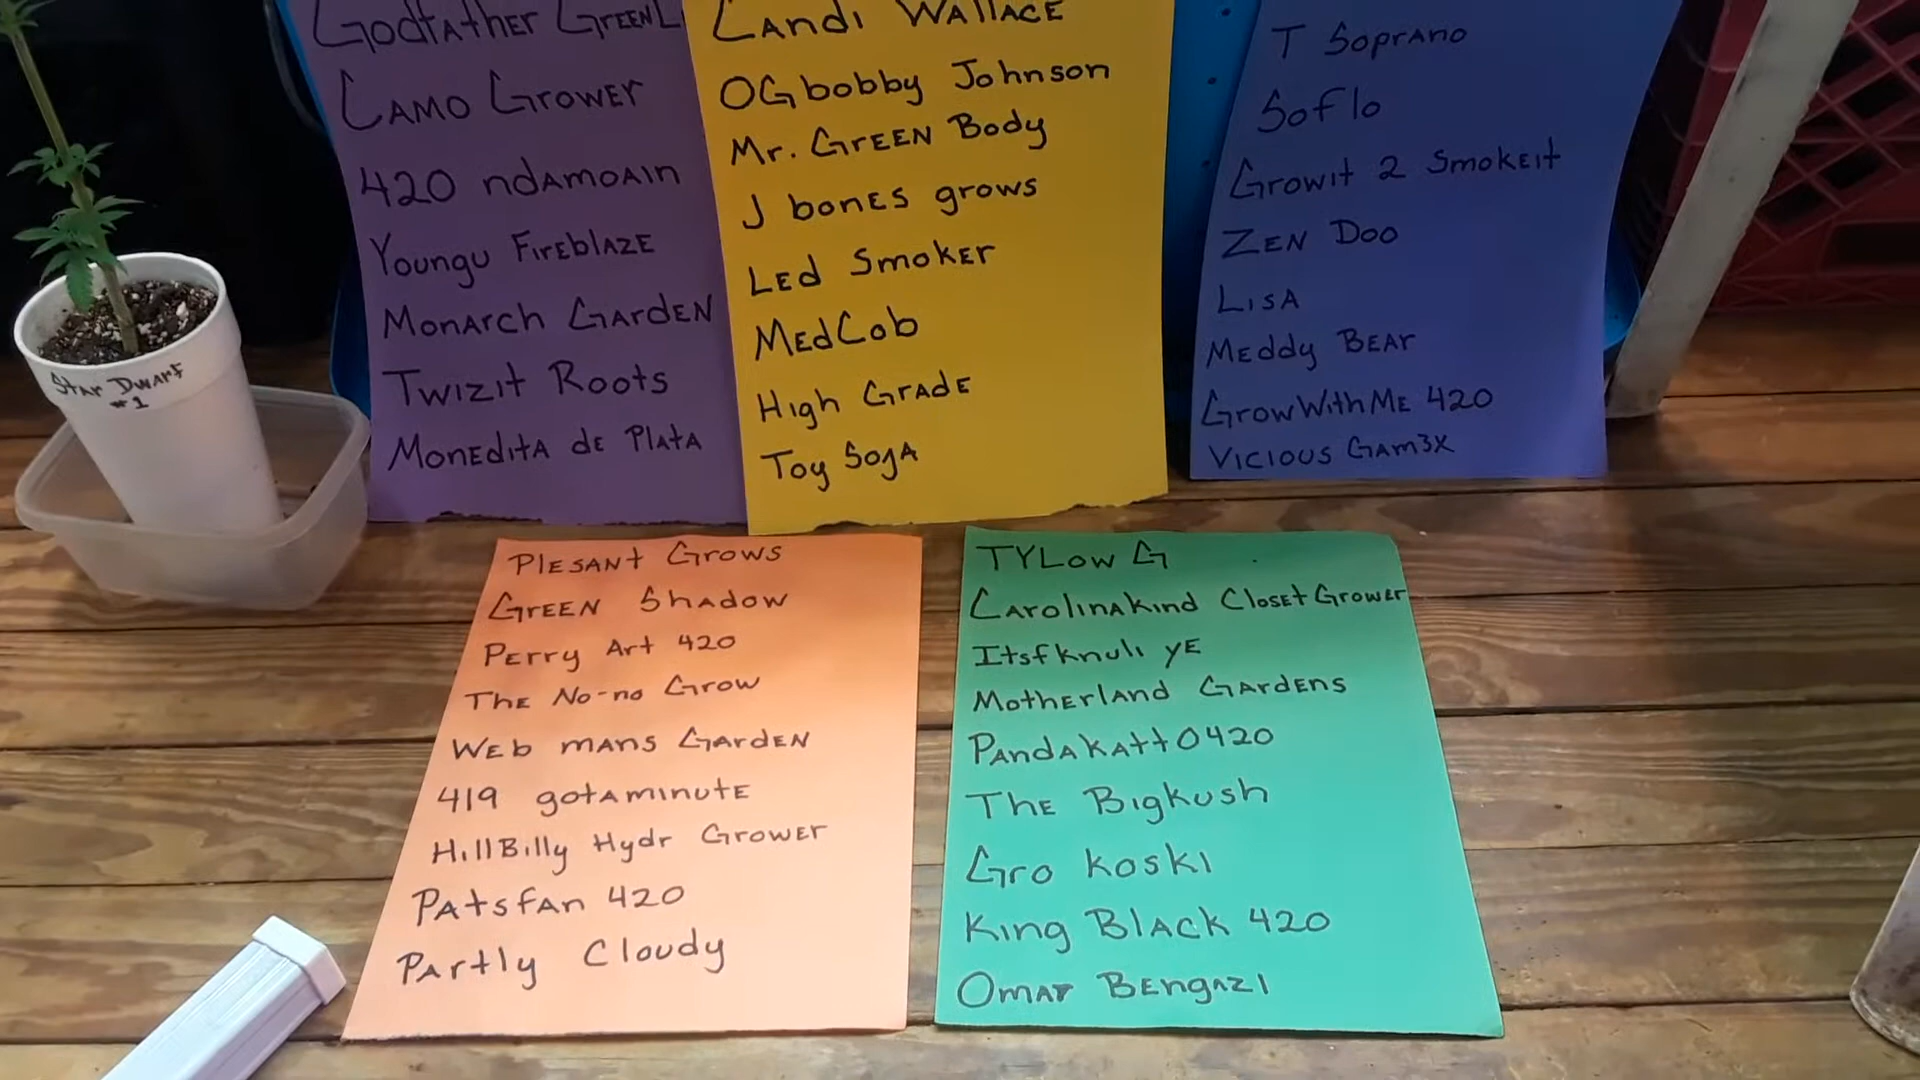 Godfather GreenL
Camo Grower
420 ndamoain
Youngu Fireblaze
Monarch Garden
Twizit Roots
Monedita de Plata
Candi Wallace
OGbobby Johnson
Mr. Green Body
J bones grows
Led Smoker
MedCob
High Grade
Toy Soja
T Soprano
Soflo
Growit 2 Smokeit
Zen Doo
Lisa
Meddy Bear
GrowWithMe 420
Vicious Gam3x
Star Dwarf
#1
Plesant Grows
Green Shadow
Perry Art 420
The No-no Grow
Web mans Garden
419 gotaminute
HillBilly Hydr Grower
Patsfan 420
Partly Cloudy
TYLow G
Carolinakind ClosetGrower
Itsfknuli ye
Motherland Gardens
Pandakatt0420
The Bigkush
Gro Koski
King Black 420
Omar Bengazi